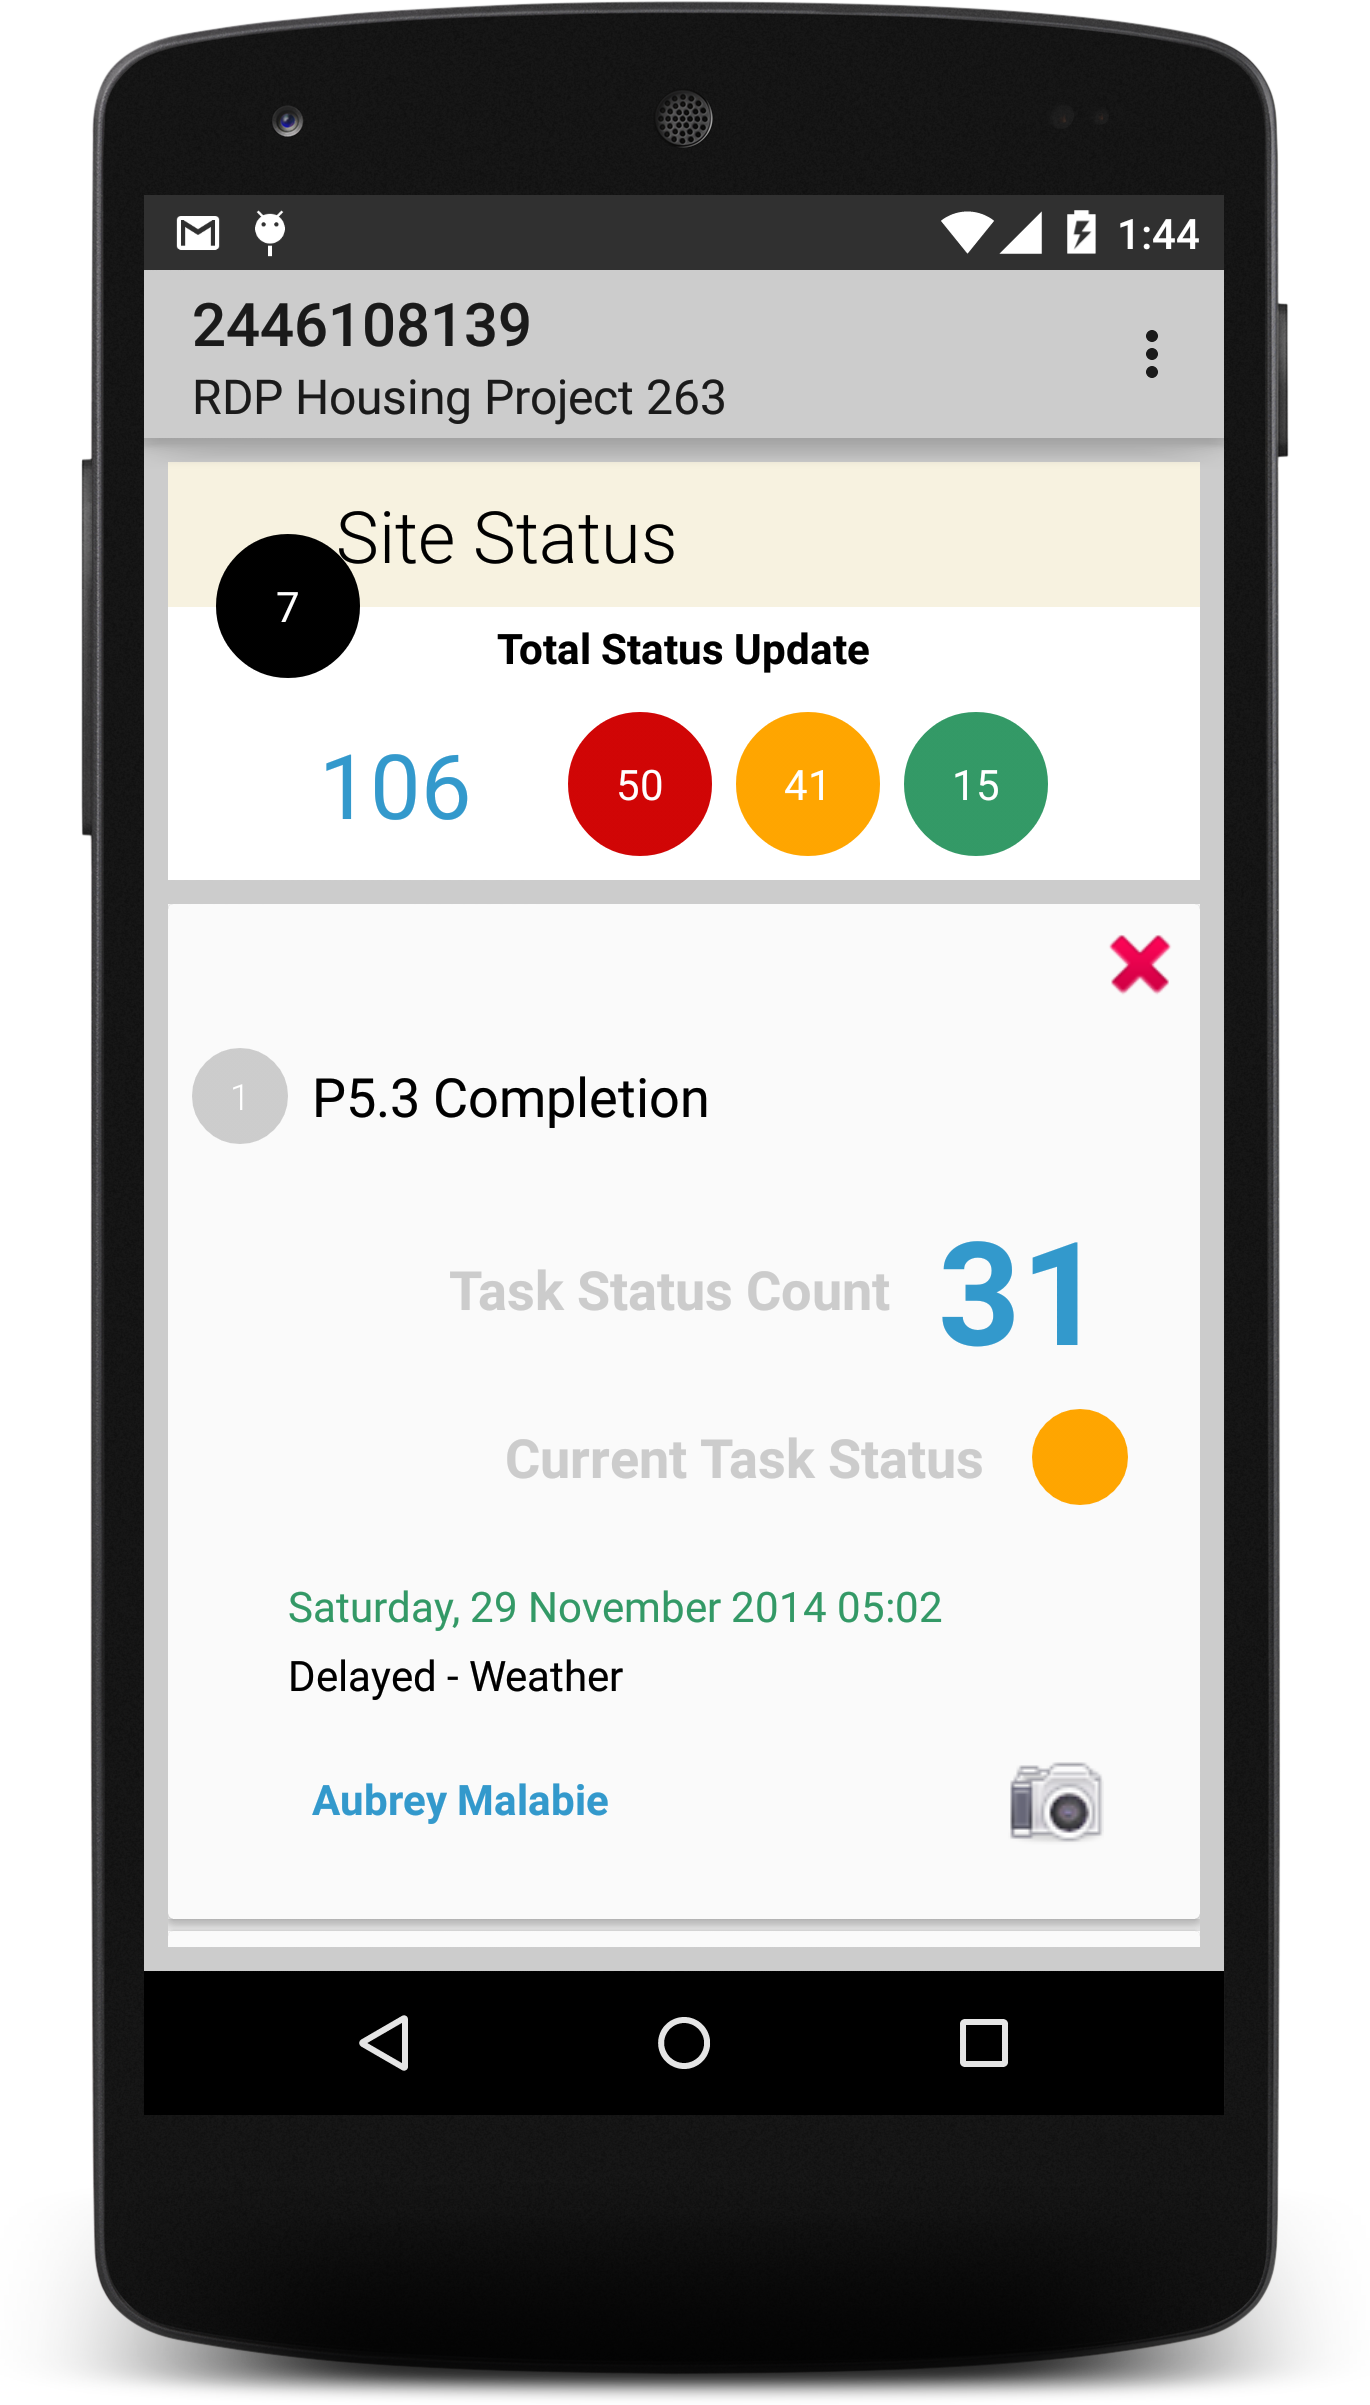 1:44
2446108139
RDP Housing Project 263
Site Status
7
Total Status Update
106 50 41 15
1 P5.3 Completion
Task Status Count 31
Current Task Status
Saturday, 29 November 2014 05:02
Delayed - Weather
Aubrey Malabie